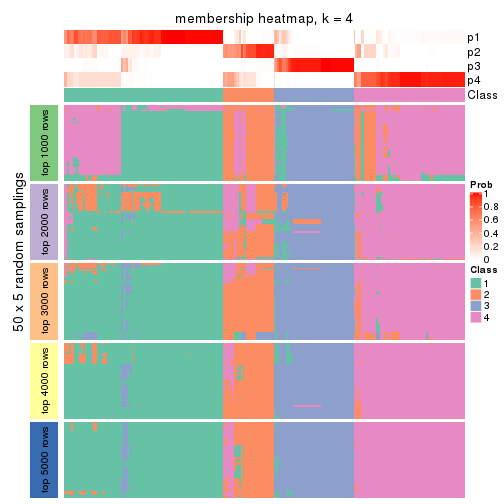 membership heatmap, k = 4
p1
p2
p3
p4
Class
50 x 5 random samplings
top 1000 rows
top 2000 rows
top 3000 rows
top 4000 rows
top 5000 rows
Prob
1
0.8
0.6
0.4
0.2
0
Class
1
2
3
4